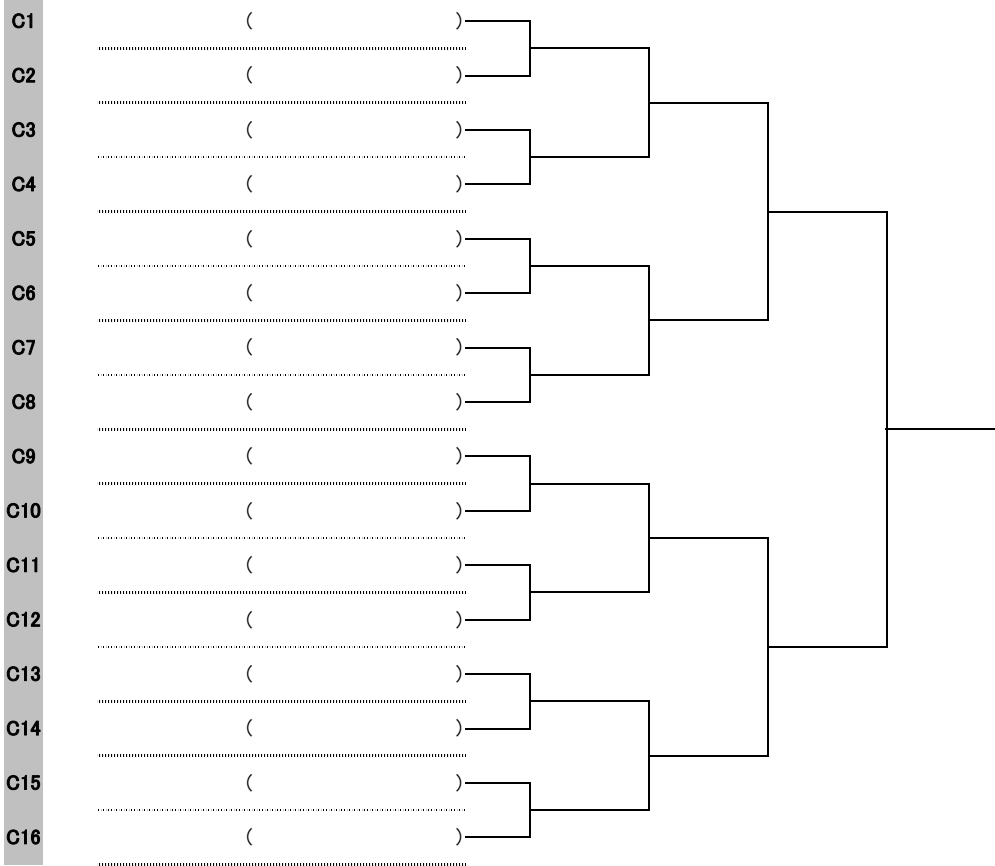 C1 ( )
C2 ( )
C3 ( )
C4 ( )
C5 ( )
C6 ( )
C7 ( )
C8 ( )
C9 ( )
C10 ( )
C11 ( )
C12 ( )
C13 ( )
C14 ( )
C15 ( )
C16 ( )